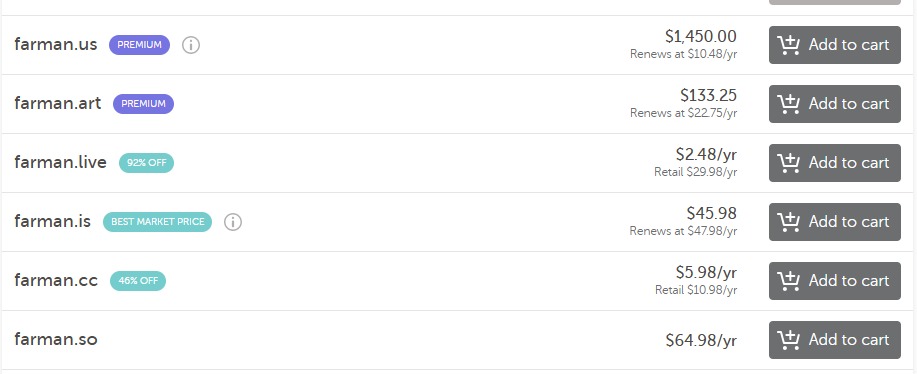 farman.us PREMIUM $1,450.00 Add to cart
Renews at $10.48/yr
farman.art PREMIUM $133.25 Add to cart
Renews at $22.75/yr
farman.live 92% OFF $2.48/yr Add to cart
Retail $29.98/yr
farman.is BEST MARKET PRICE $45.98 Add to cart
Renews at $47.98/yr
farman.cc 46% OFF $5.98/yr Add to cart
Retail $10.98/yr
farman.so $64.98/yr Add to cart